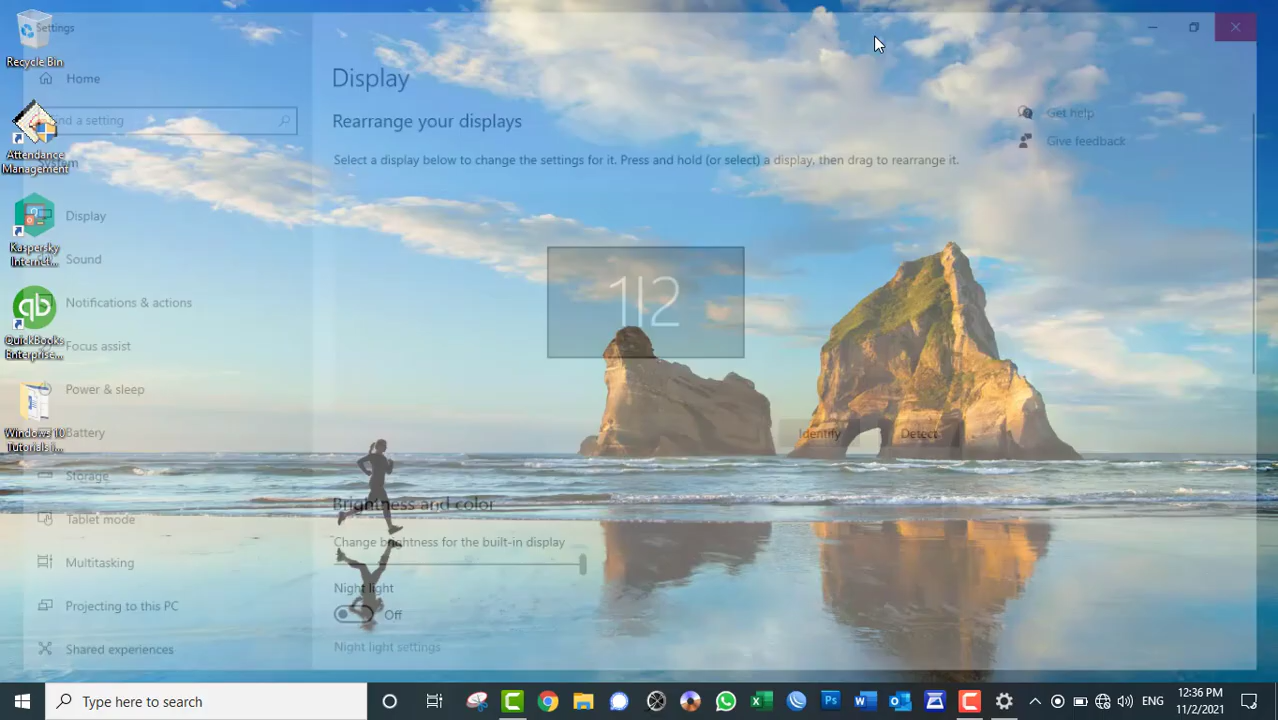 Settings
Recycle Bin
Home
Find a setting
Attendance
Management
System
Display
Kaspersky
Internet...
Sound
Notifications & actions
QuickBooks
Enterprise...
Focus assist
Power & sleep
Windows 10
Tutorials i...
Battery
Storage
Tablet mode
Multitasking
Projecting to this PC
Shared experiences
Display
Rearrange your displays
Select a display below to change the settings for it. Press and hold (or select) a display, then drag to rearrange it.
1|2
Identify
Detect
Brightness and color
Change brightness for the built-in display
Night light
Off
Night light settings
Get help
Give feedback
Type here to search
ENG
12:36 PM
11/2/2021